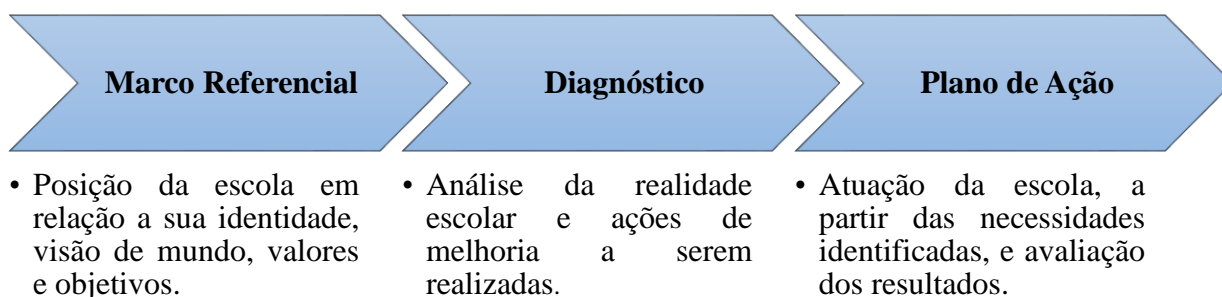 Marco Referencial
Diagnóstico
Plano de Ação
• Posição da escola em
relação a sua identidade,
visão de mundo, valores
e objetivos.
• Análise da realidade
escolar e ações de
melhoria a serem
realizadas.
• Atuação da escola, a
partir das necessidades
identificadas, e avaliação
dos resultados.